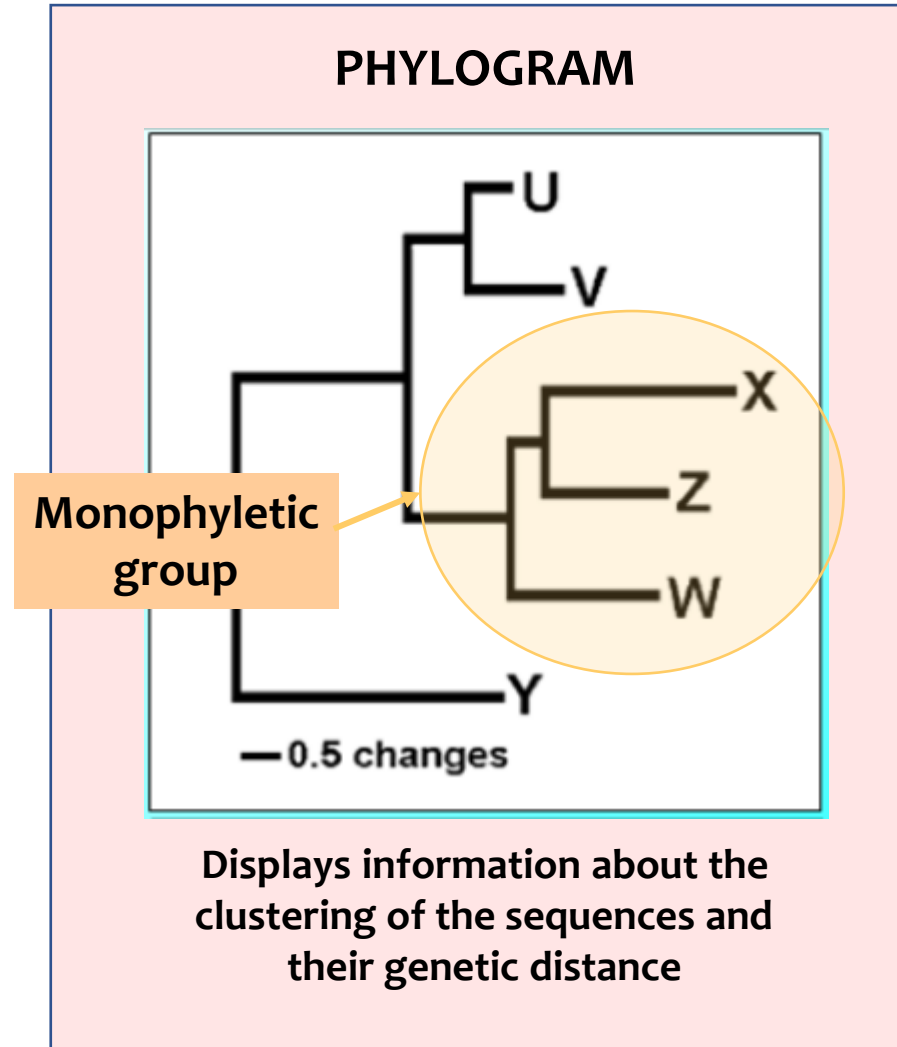 PHYLOGRAM
U
V
X
Z
Monophyletic
group
W
Y
0.5 changes
Displays information about the
clustering of the sequences and
their genetic distance